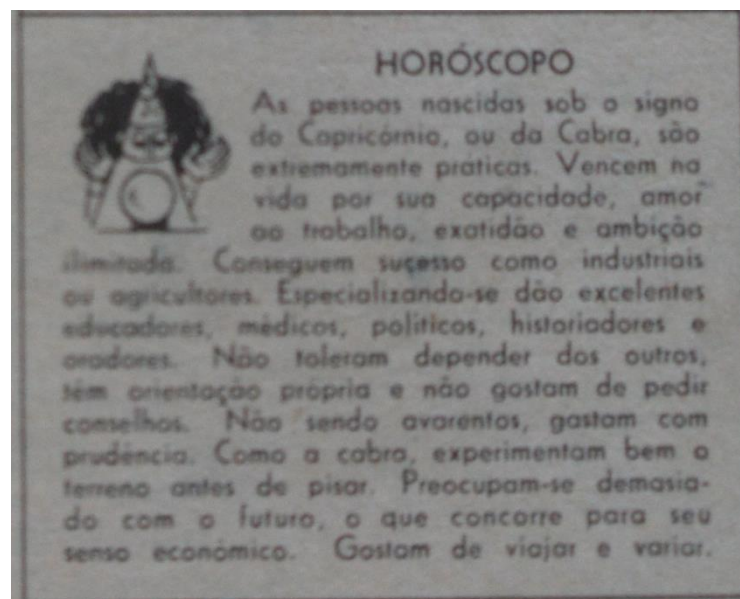 HORÓSCOPO
As pessoas nascidas sob o signo
do Capricórnio, ou da Cabra, são
extremamente práticas. Vencem na
vida por sua capacidade, amor
ao trabalho, exatidão e ambição
ilimitada. Conseguem sucesso como industriais
ou agricultores. Especializando-se dão excelentes
educadores, médicos, políticos, historiadores e
oradores. Não toleram depender dos outros,
têm orientação própria e não gostam de pedir
conselhos. Não sendo avarentos, gastam com
prudência. Como a cabra, experimentam bem o
terreno antes de pisar. Preocupam-se demasia-
do com o futuro, o que concorre para seu
senso econômico. Gostam de viajar e variar.